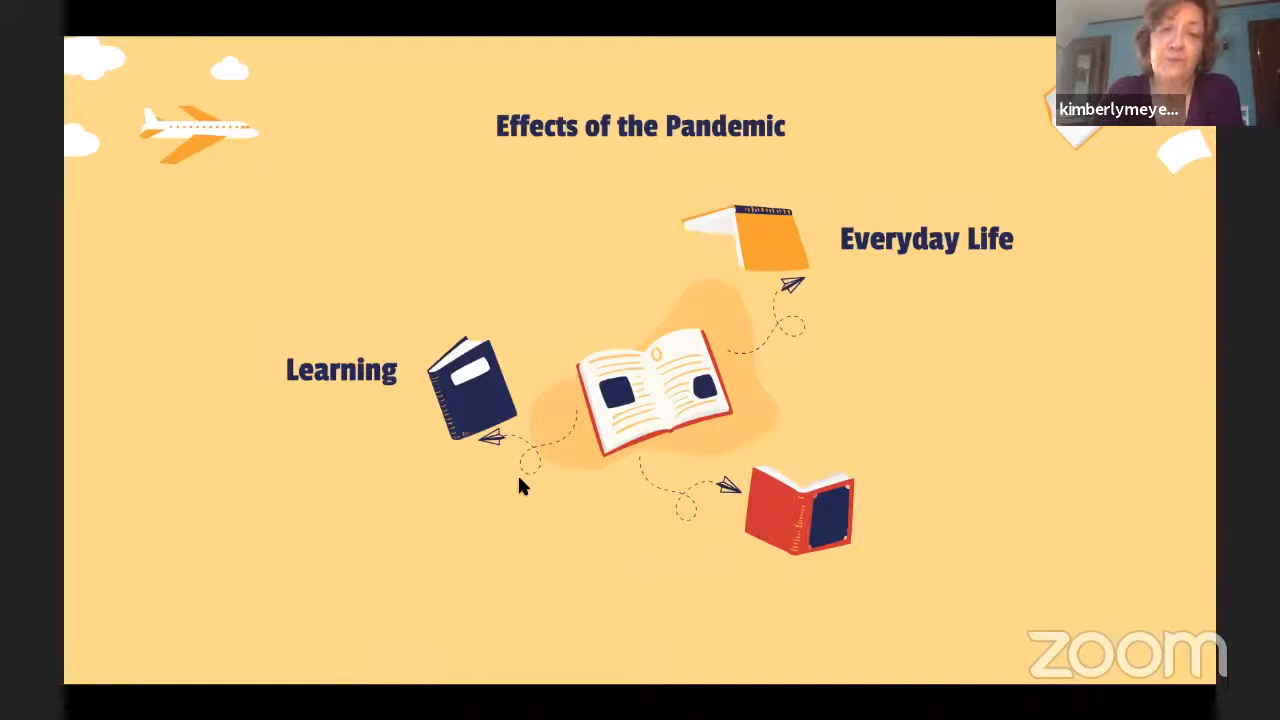 kimberlymeye...
Effects of the Pandemic
Everyday Life
Learning
zoom